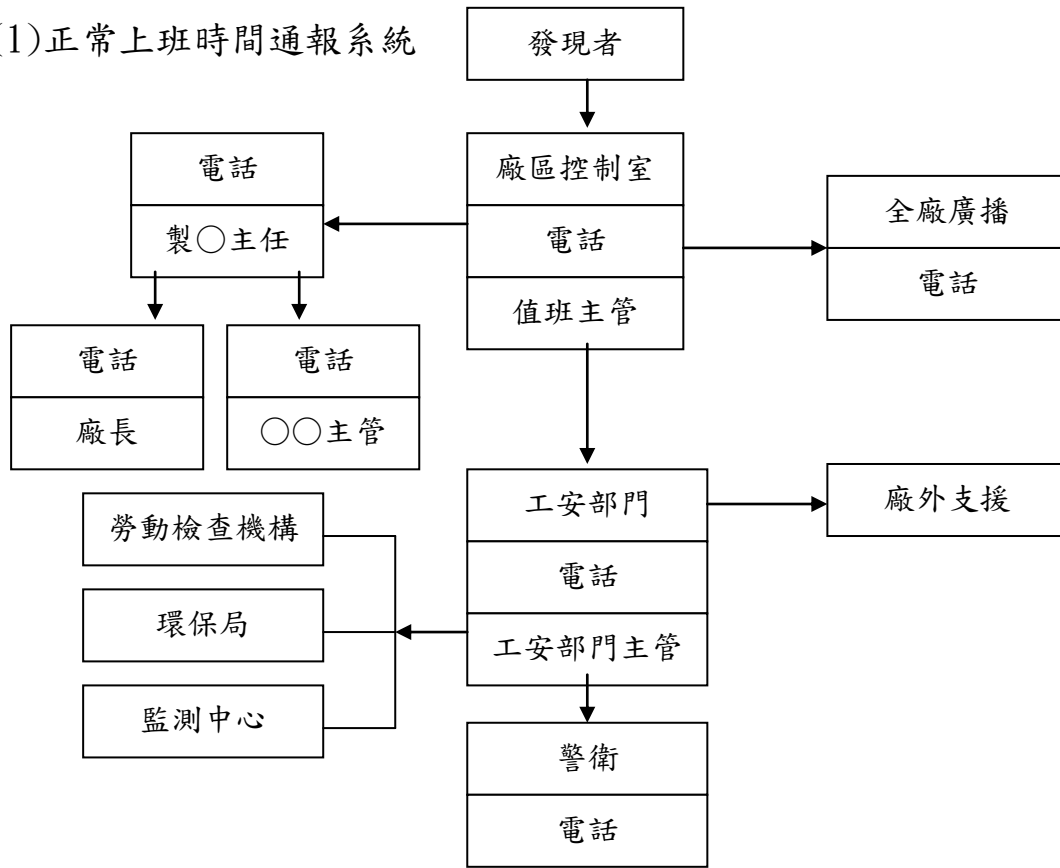 (1)正常上班時間通報系統
發現者
廠區控制室
電話
值班主管
電話
製○主任
全廠廣播
電話
電話
廠長
電話
○○主管
工安部門
電話
工安部門主管
廠外支援
勞動檢查機構
環保局
監測中心
警衛
電話